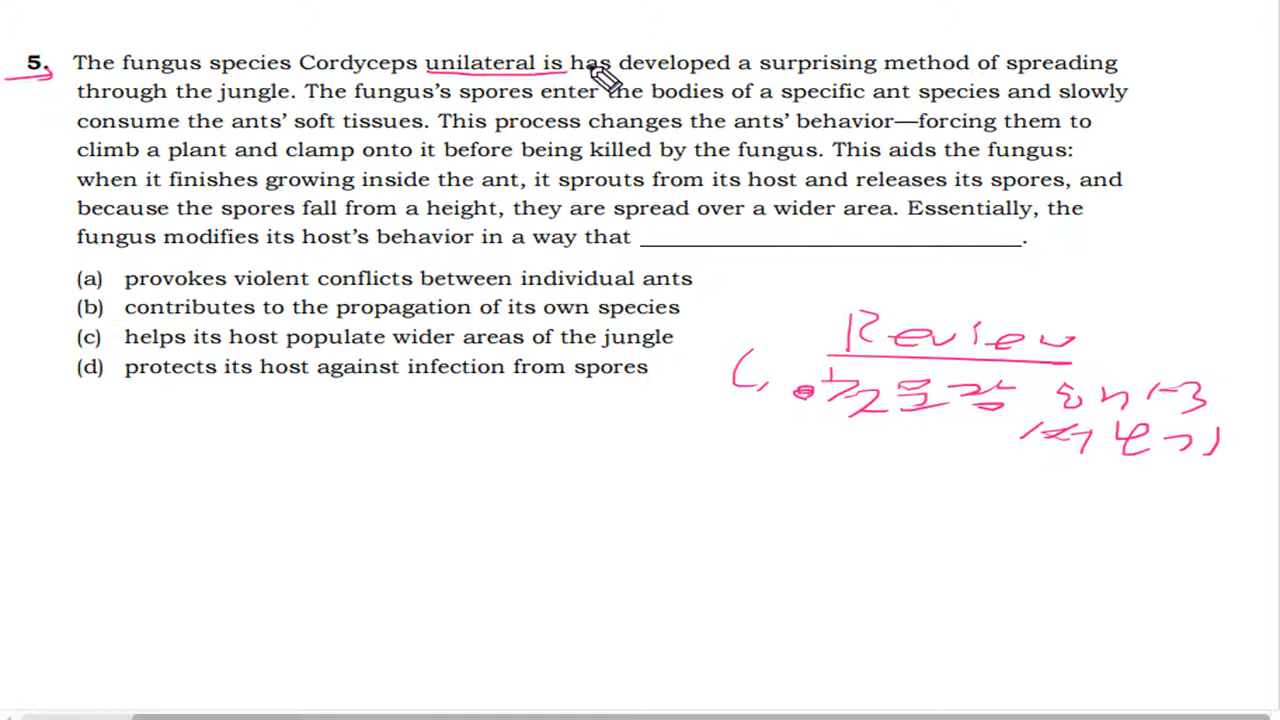 5. The fungus species Cordyceps unilateral is has developed a surprising method of spreading
through the jungle. The fungus's spores enter the bodies of a specific ant species and slowly
consume the ants' soft tissues. This process changes the ants' behavior—forcing them to
climb a plant and clamp onto it before being killed by the fungus. This aids the fungus:
when it finishes growing inside the ant, it sprouts from its host and releases its spores, and
because the spores fall from a height, they are spread over a wider area. Essentially, the
fungus modifies its host's behavior in a way that ______________________________.
(a) provokes violent conflicts between individual ants
(b) contributes to the propagation of its own species
(c) helps its host populate wider areas of the jungle
(d) protects its host against infection from spores
Review